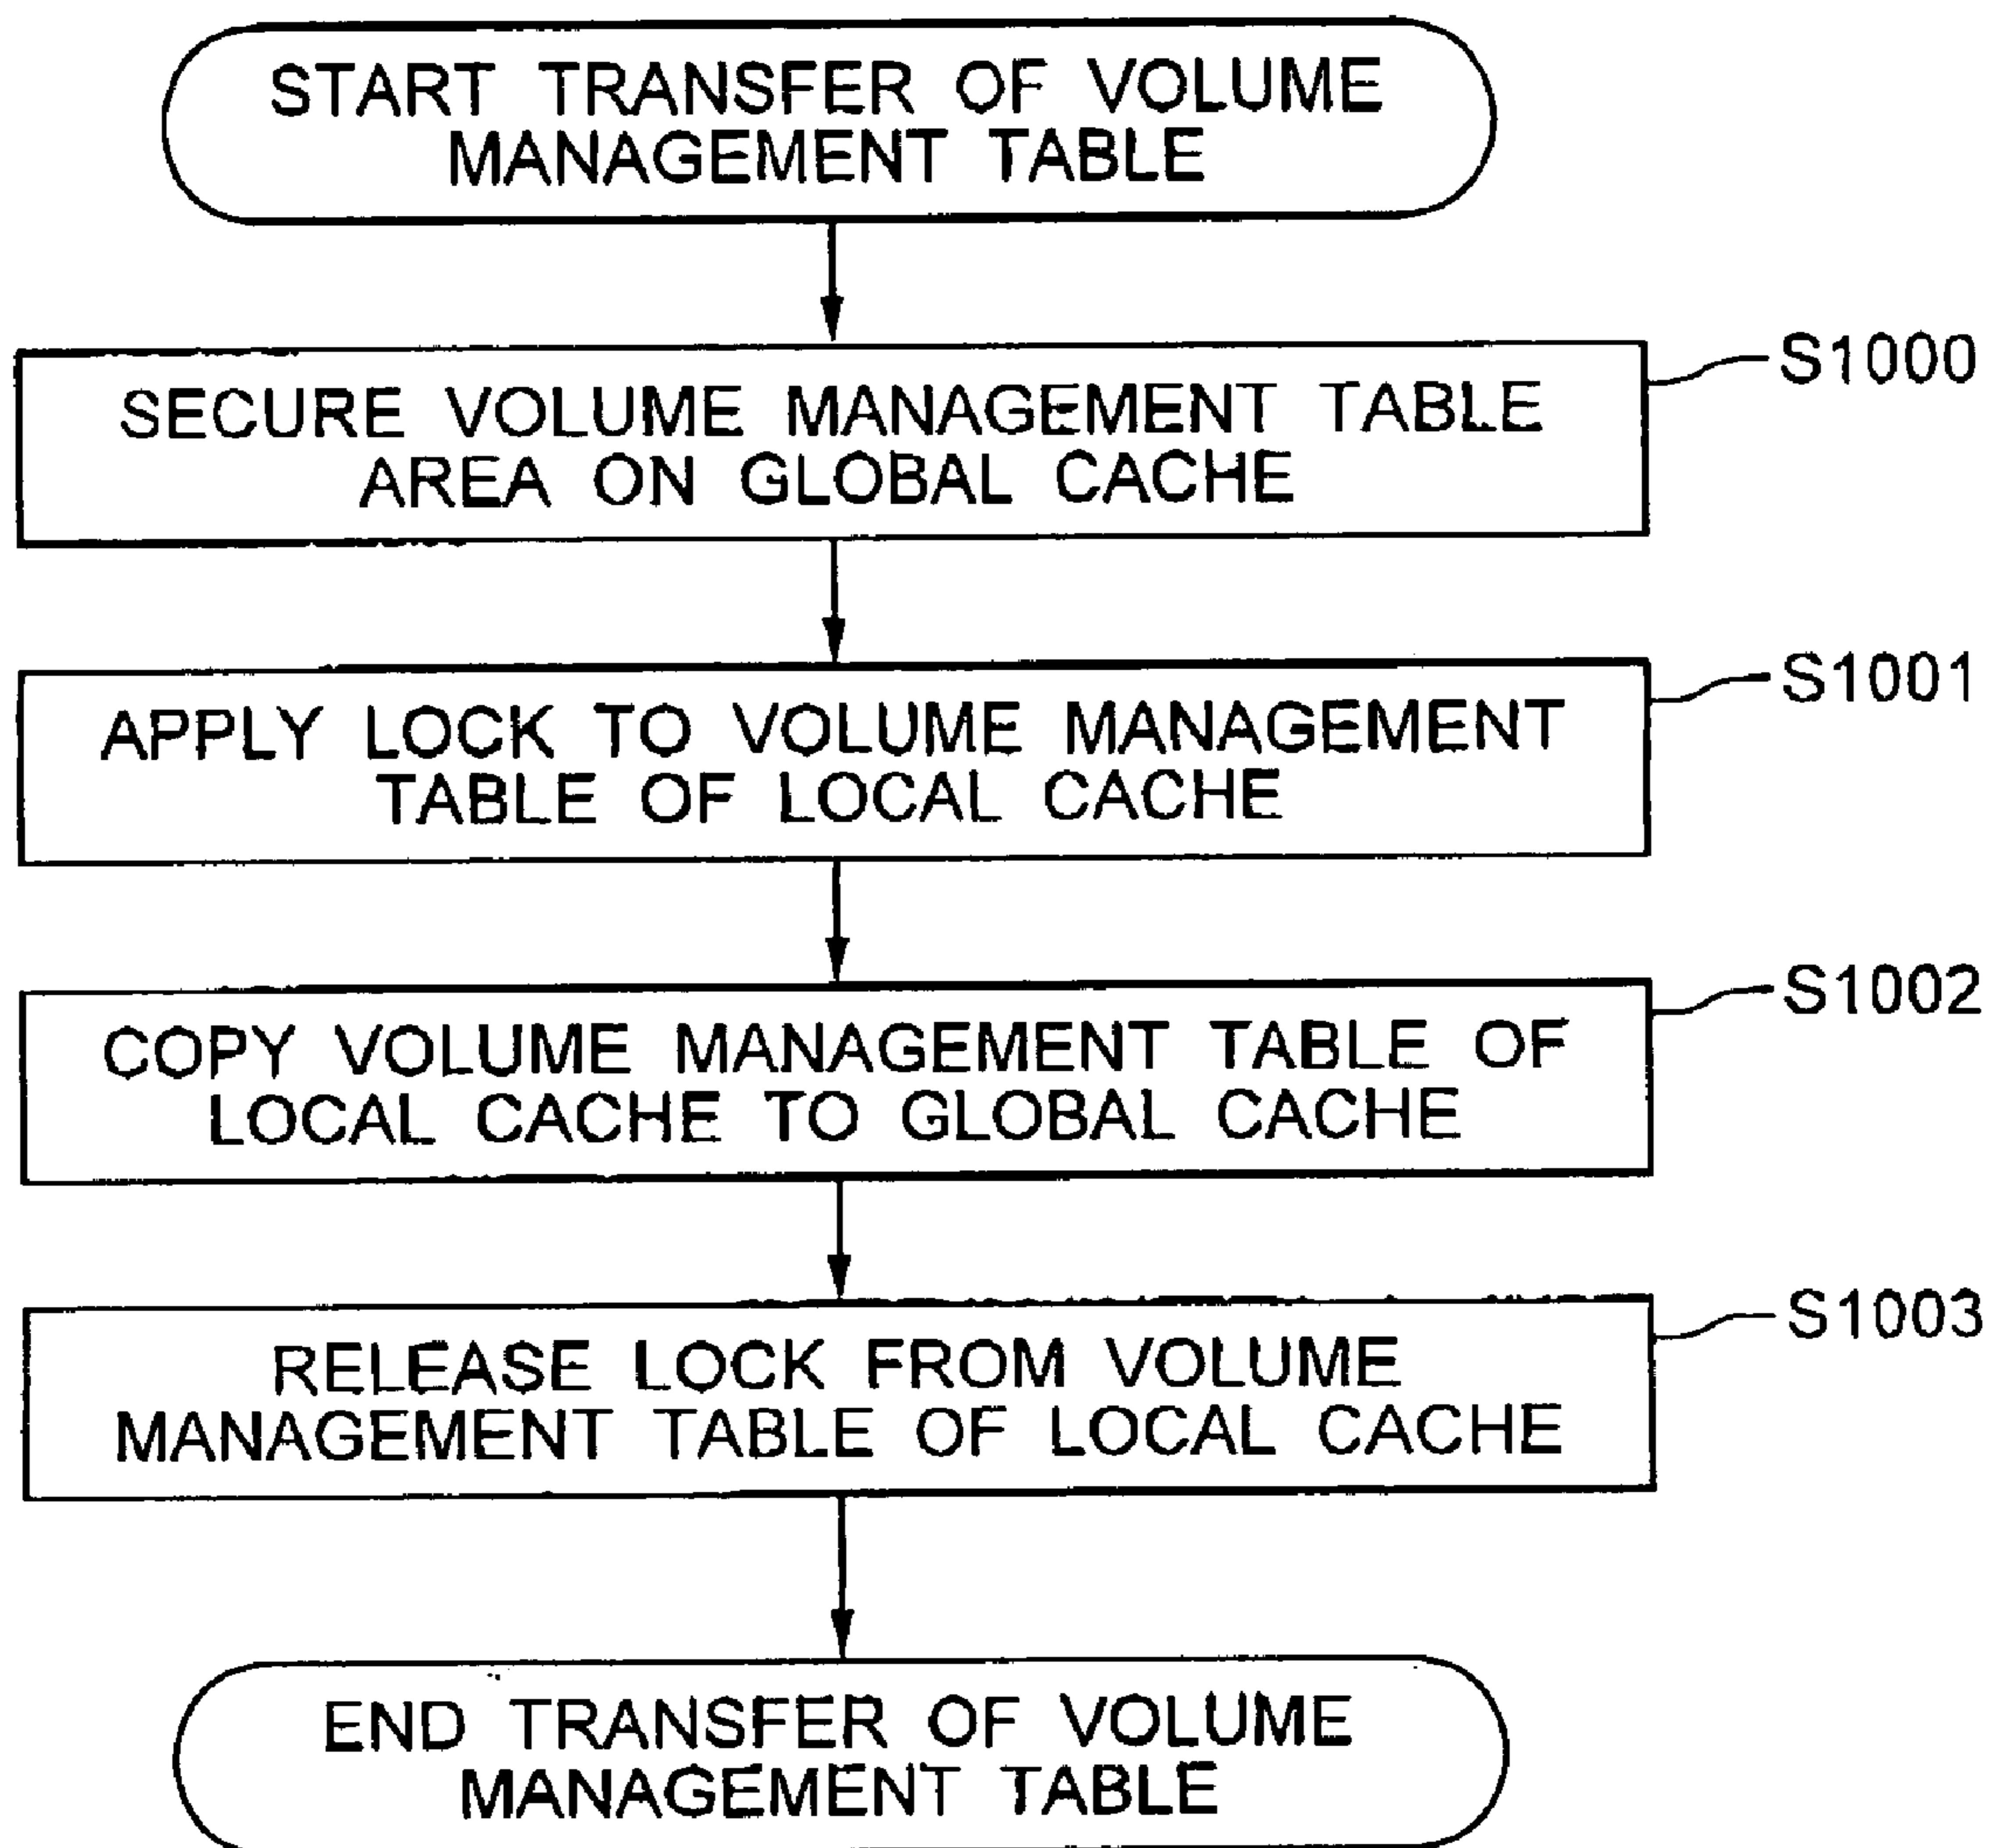 START TRANSFER OF VOLUME
MANAGEMENT TABLE
S1000
SECURE VOLUME MANAGEMENT TABLE
AREA ON GLOBAL CACHE
S1001
APPLY LOCK TO VOLUME MANAGEMENT
TABLE OF LOCAL CACHE
S1002
COPY VOLUME MANAGEMENT TABLE OF
LOCAL CACHE TO GLOBAL CACHE
S1003
RELEASE LOCK FROM VOLUME
MANAGEMENT TABLE OF LOCAL CACHE
END TRANSFER OF VOLUME
MANAGEMENT TABLE